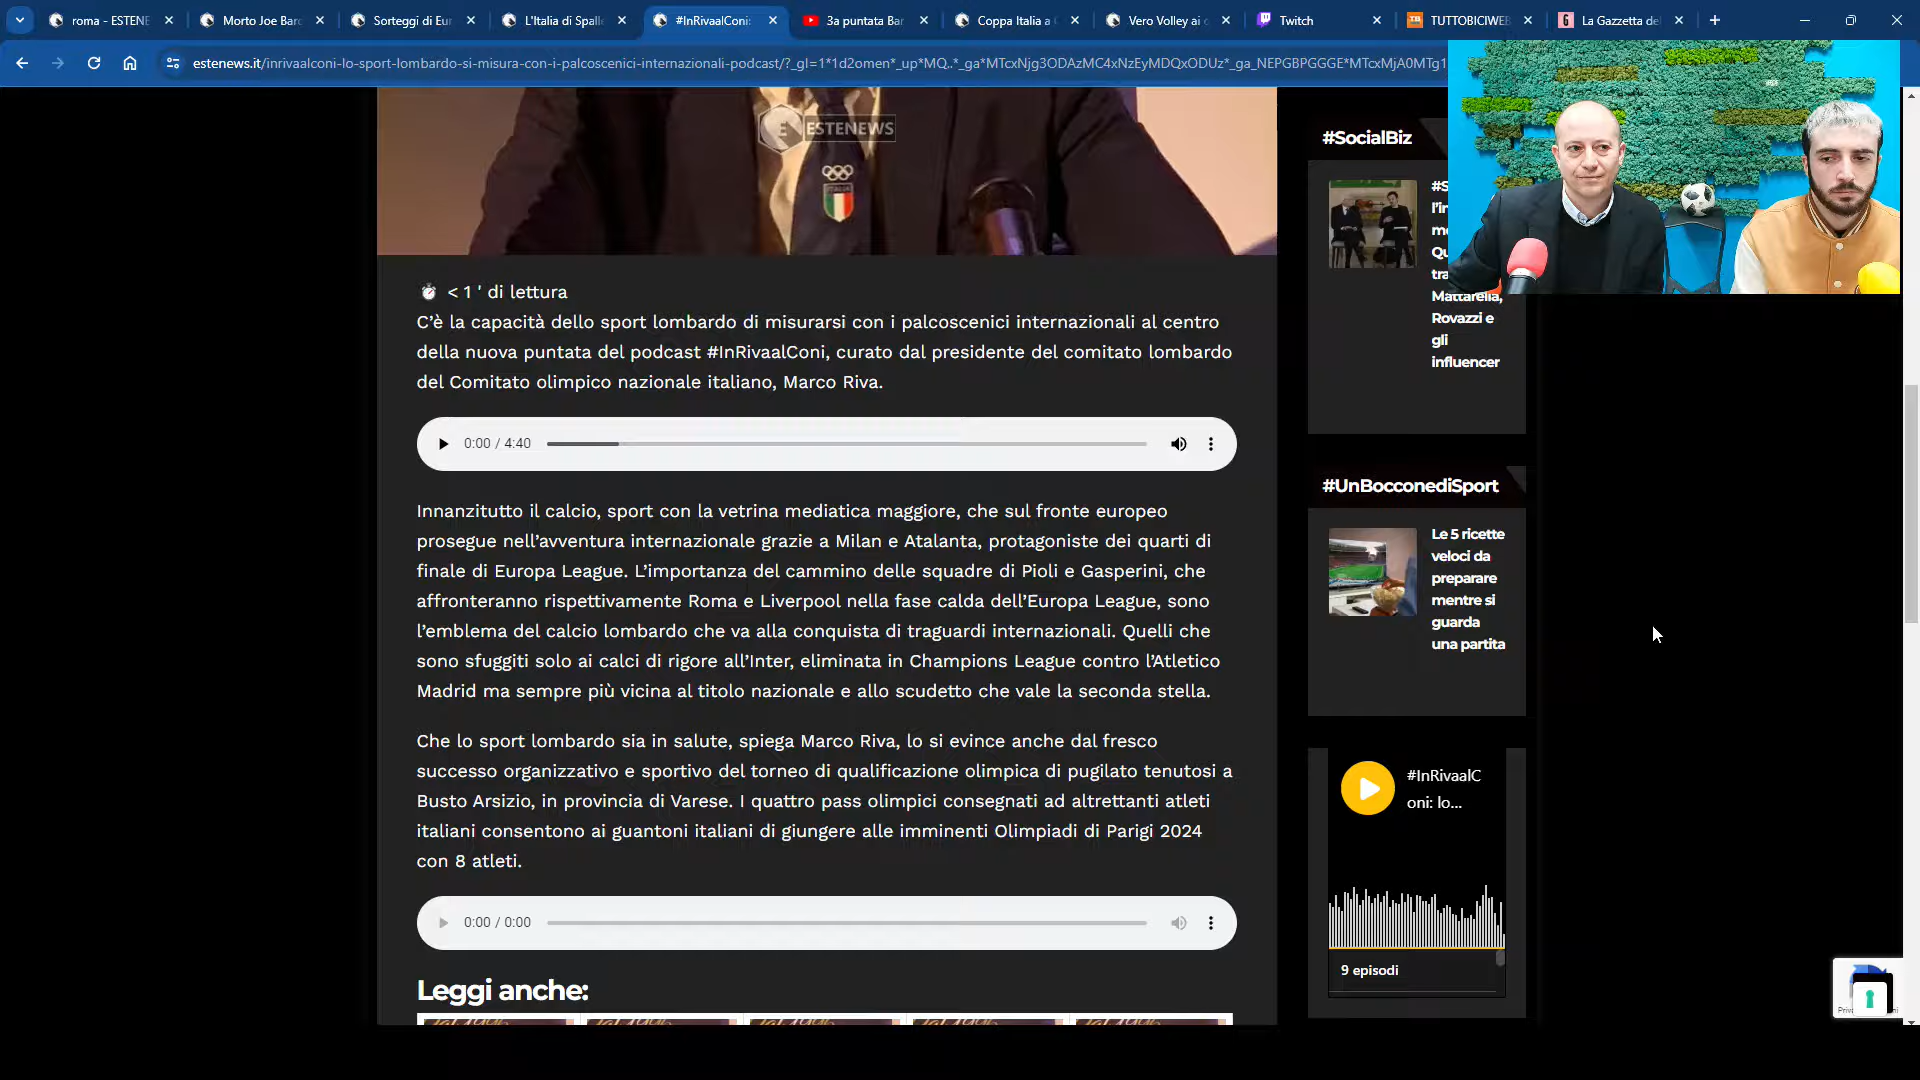 roma - ESTENE
Morto Joe Bar
Sorteggi di Eur
L'Italia di Spalle
#InRivaalConi:
3a puntata Bar
Coppa Italia a
Vero Volley ai
Twitch
TUTTOBICIWEB
La Gazzetta de
estenews.it/inrivaalconi-lo-sport-lombardo-si-misura-con-i-palcoscenici-internazionali-podcast/?_gl=1*1d2omen*_up*MQ..*_ga*MTcxNjg3ODAzMC4xNzEyMDQxODUz*_ga_NEPGBPGGGE*MTcxMjA0MTg1
ESTENEWS
ITALIA
< 1 ' di lettura
C'è la capacità dello sport lombardo di misurarsi con i palcoscenici internazionali al centro
della nuova puntata del podcast #InRivaalConi, curato dal presidente del comitato lombardo
del Comitato olimpico nazionale italiano, Marco Riva.
0:00 / 4:40
Innanzitutto il calcio, sport con la vetrina mediatica maggiore, che sul fronte europeo
prosegue nell'avventura internazionale grazie a Milan e Atalanta, protagoniste dei quarti di
finale di Europa League. L'importanza del cammino delle squadre di Pioli e Gasperini, che
affronteranno rispettivamente Roma e Liverpool nella fase calda dell'Europa League, sono
l'emblema del calcio lombardo che va alla conquista di traguardi internazionali. Quelli che
sono sfuggiti solo ai calci di rigore all'Inter, eliminata in Champions League contro l'Atletico
Madrid ma sempre più vicina al titolo nazionale e allo scudetto che vale la seconda stella.
Che lo sport lombardo sia in salute, spiega Marco Riva, lo si evince anche dal fresco
successo organizzativo e sportivo del torneo di qualificazione olimpica di pugilato tenutosi a
Busto Arsizio, in provincia di Varese. I quattro pass olimpici consegnati ad altrettanti atleti
italiani consentono ai guantoni italiani di giungere alle imminenti Olimpiadi di Parigi 2024
con 8 atleti.
0:00 / 0:00
Leggi anche:
#SocialBiz
#S
l'in
me
Qu
tra
Mattarella,
Rovazzi e
gli
influencer
#UnBocconediSport
Le 5 ricette
veloci da
preparare
mentre si
guarda
una partita
#InRivaalC
oni: lo...
9 episodi